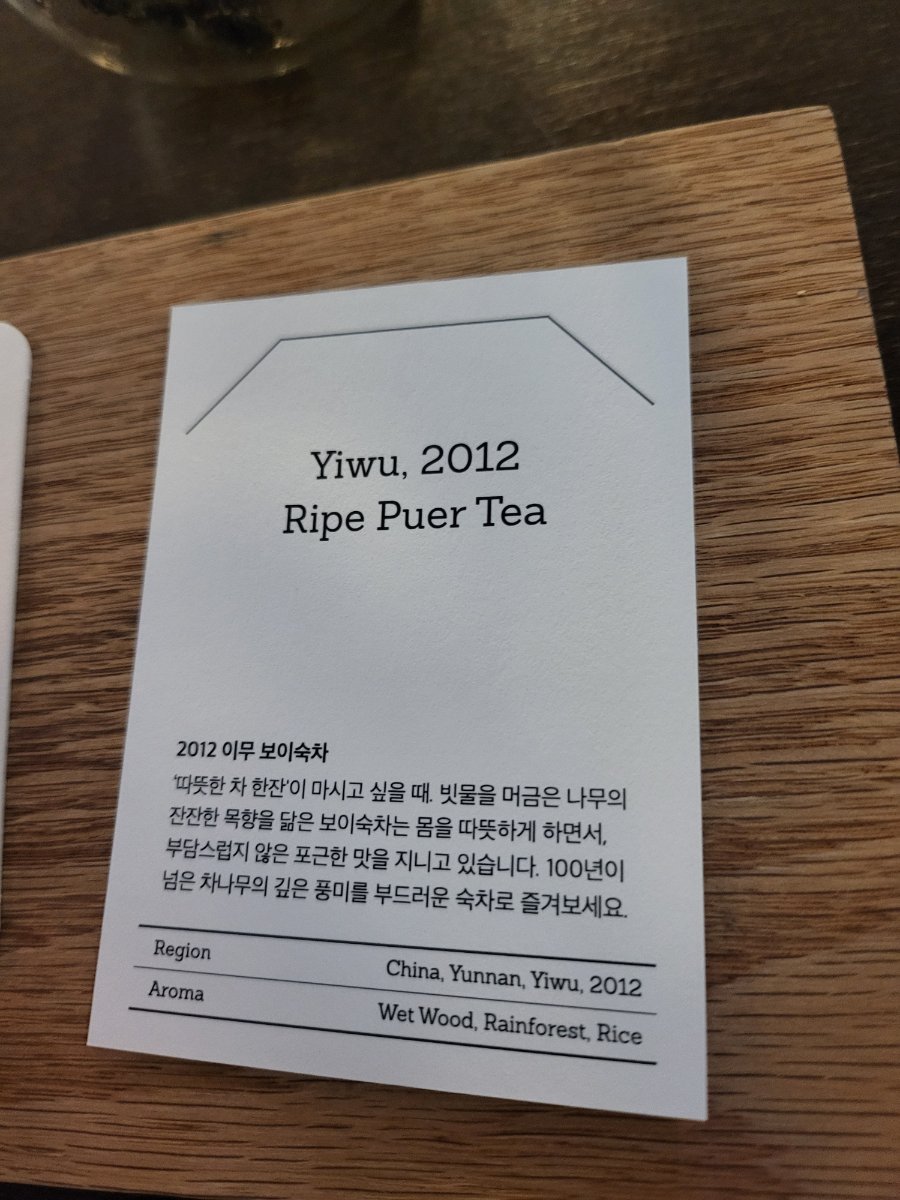 Yiwu, 2012
Ripe Puer Tea
2012 이무 보이숙차
'따뜻한 차 한잔'이 마시고 싶을 때. 빗물을 머금은 나무의
잔잔한 목향을 닮은 보이숙차는 몸을 따뜻하게 하면서,
부담스럽지 않은 포근한 맛을 지니고 있습니다. 100년이
넘은 차나무의 깊은 풍미를 부드러운 숙차로 즐겨보세요.
Region China, Yunnan, Yiwu, 2012
Aroma Wet Wood, Rainforest, Rice